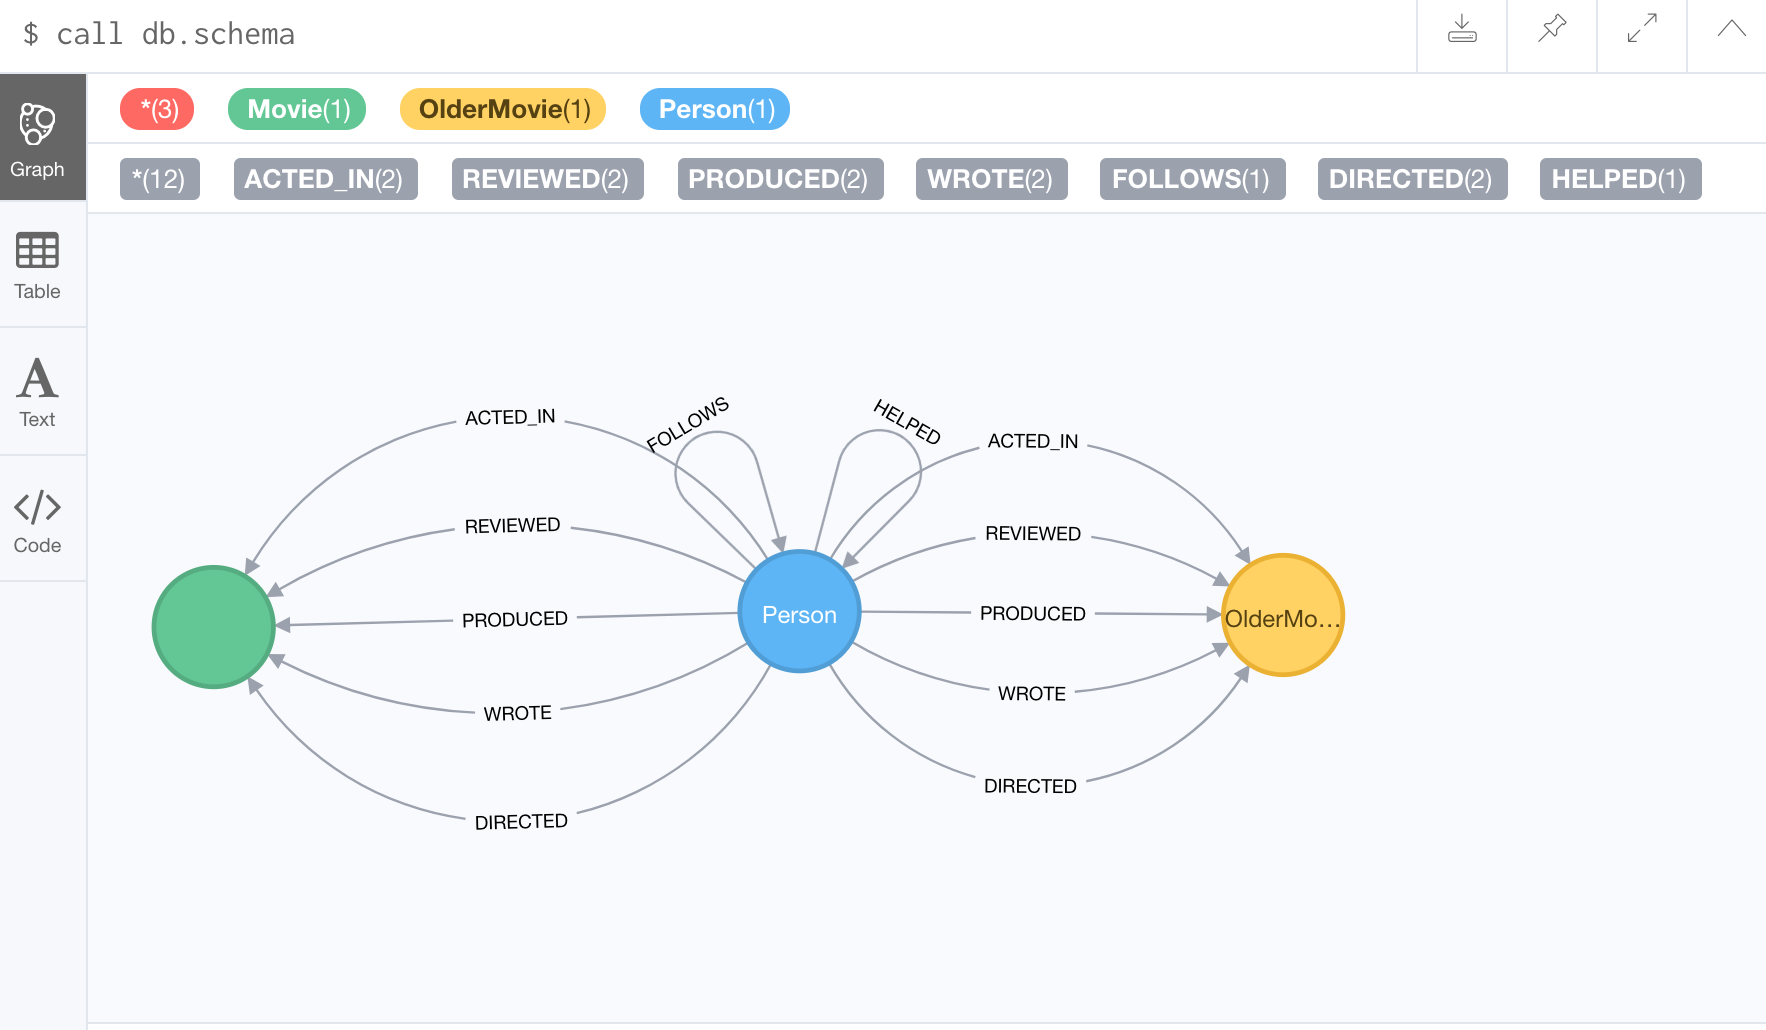 $ call db.schema
*(3) Movie(1) OlderMovie(1) Person(1)
Graph
*(12) ACTED_IN(2) REVIEWED(2) PRODUCED(2) WROTE(2) FOLLOWS(1) DIRECTED(2) HELPED(1)
Table
Text
Code
ACTED_IN
FOLLOWS
HELPED
ACTED_IN
REVIEWED
REVIEWED
PRODUCED
Person
PRODUCED
OlderMo...
WROTE
WROTE
DIRECTED
DIRECTED